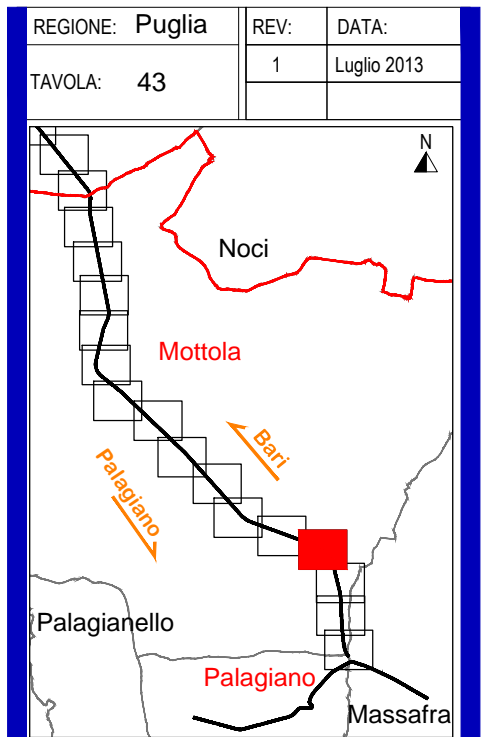 REGIONE: Puglia
REV: DATA:
1 Luglio 2013
TAVOLA: 43
N
Noci
Mottola
Bari
Palagiano
Palagianello
Palagiano
Massafra